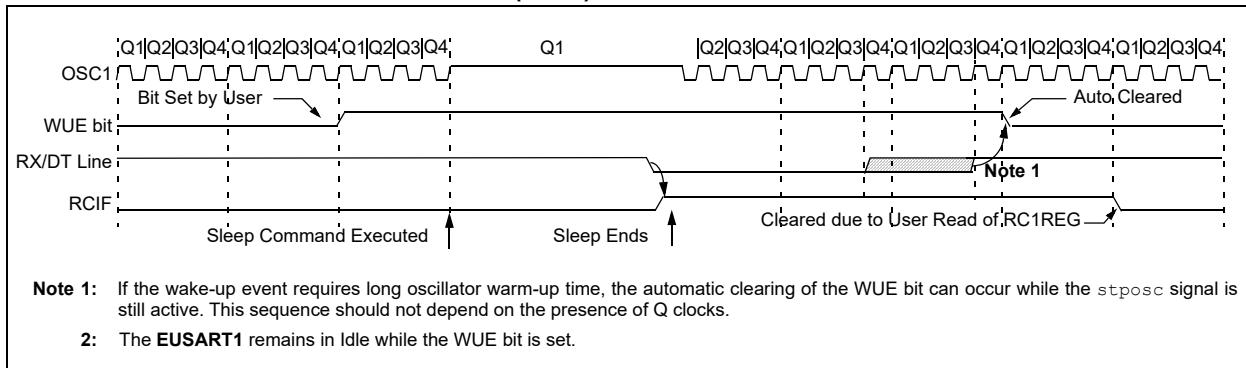 Q1|Q2|Q3|Q4|Q1|Q2|Q3|Q4|Q1|Q2|Q3|Q4 Q1 |Q2|Q3|Q4|Q1|Q2|Q3|Q4|Q1|Q2|Q3|Q4|Q1|Q2|Q3|Q4|Q1|Q2|Q3|Q4
OSC1
Bit Set by User Auto Cleared
WUE bit
RX/DT Line
Note 1
RCIF
Cleared due to User Read of RC1REG
Sleep Command Executed Sleep Ends
Note 1: If the wake-up event requires long oscillator warm-up time, the automatic clearing of the WUE bit can occur while the stposc signal is
still active. This sequence should not depend on the presence of Q clocks.
2: The EUSART1 remains in Idle while the WUE bit is set.